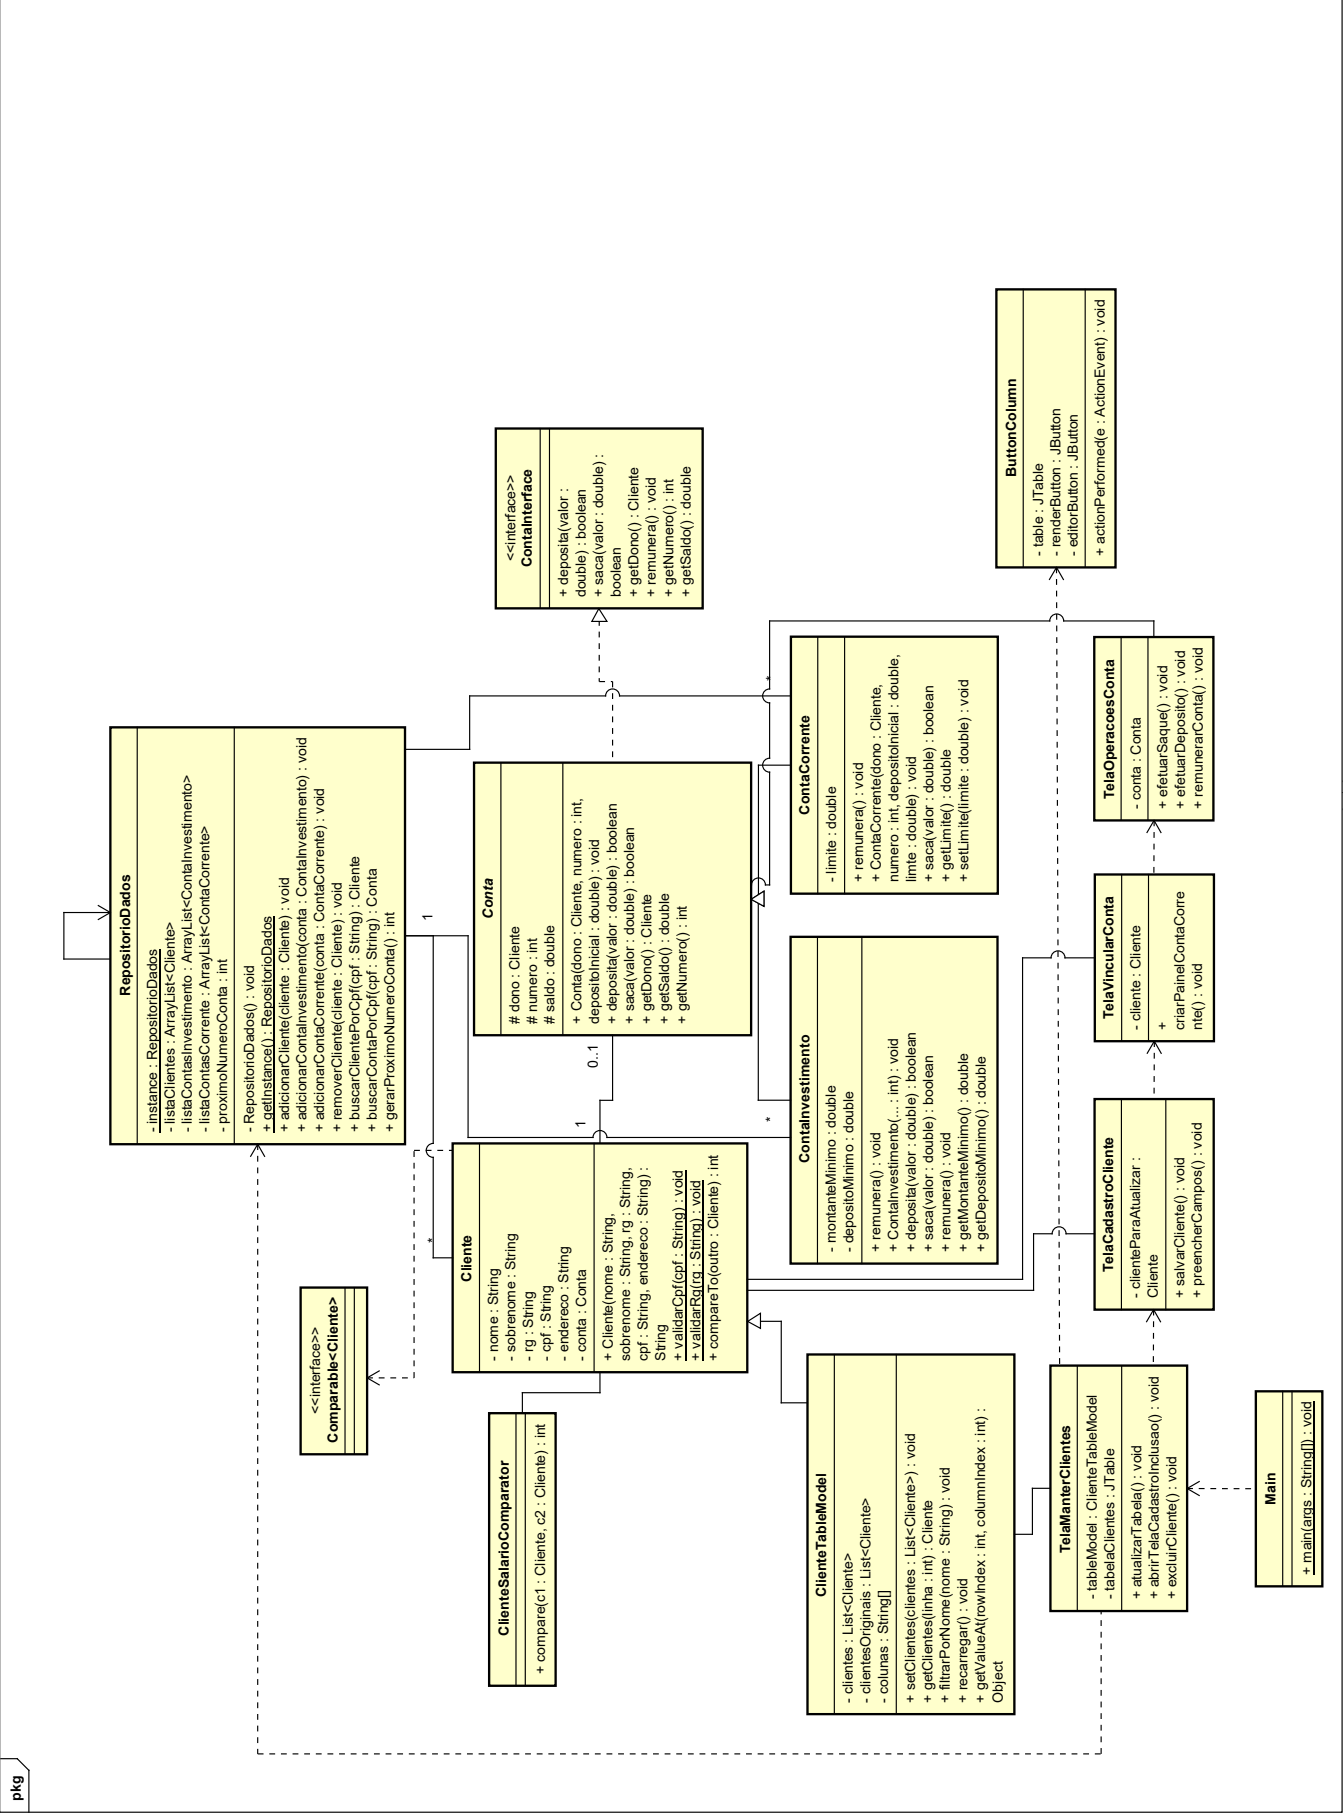 pkg
RepositorioDados
- instance : RepositorioDados
- listaClientes : ArrayList<Cliente>
- listaContasInvestimento : ArrayList<ContaInvestimento>
- listaContasCorrente : ArrayList<ContaCorrente>
- proximoNumeroConta : int
- RepositorioDados() : void
+ getInstance() : RepositorioDados
+ adicionarCliente(cliente : Cliente) : void
+ adicionarContaInvestimento(conta : ContaInvestimento) : void
+ adicionarContaCorrente(conta : ContaCorrente) : void
+ removerCliente(cliente : Cliente) : void
+ buscarClientePorCpf(cpf : String) : Cliente
+ buscarContaPorCpf(cpf : String) : Conta
+ gerarProximoNumeroConta() : int
1
*
<<interface>>
Comparable<Cliente>
ClienteSalarioComparator
+ compare(c1 : Cliente, c2 : Cliente) : int
Cliente
- nome : String
- sobrenome : String
- rg : String
- cpf : String
- endereco : String
- conta : Conta
+ Cliente(nome : String,
sobrenome : String, rg : String,
cpf : String, endereco : String) :
String
+ validarCpf(cpf : String) : void
+ validarRg(rg : String) : void
+ compareTo(outro : Cliente) : int
1
0..1
Conta
# dono : Cliente
# numero : int
# saldo : double
+ Conta(dono : Cliente, numero : int,
depositoInicial : double) : void
+ deposita(valor : double) : boolean
+ saca(valor : double) : boolean
+ getDono() : Cliente
+ getSaldo() : double
+ getNumero() : int
<<interface>>
ContaInterface
+ deposita(valor :
double) : boolean
+ saca(valor : double) :
boolean
+ getDono() : Cliente
+ remunera() : void
+ getNumero() : int
+ getSaldo() : double
*
*
ClienteTableModel
- clientes : List<Cliente>
- clientesOriginais : List<Cliente>
- colunas : String[]
+ setClientes(clientes : List<Cliente>) : void
+ getClientes(linha : int) : Cliente
+ filtrarPorNome(nome : String) : void
+ recarregar() : void
+ getValueAt(rowIndex : int, columnIndex : int) :
Object
ContaInvestimento
- montanteMinimo : double
- depositoMinimo : double
+ remunera() : void
+ ContaInvestimento(... : int) : void
+ deposita(valor : double) : boolean
+ saca(valor : double) : boolean
+ remunera() : void
+ getMontanteMinimo() : double
+ getDepositoMinimo() : double
ContaCorrente
- limite : double
+ remunera() : void
+ ContaCorrente(dono : Cliente,
numero : int, depositoInicial : double,
limite : double) : void
+ saca(valor : double) : boolean
+ getLimite() : double
+ setLimite(limite : double) : void
ButtonColumn
- table : JTable
- renderButton : JButton
- editorButton : JButton
+ actionPerformed(e : ActionEvent) : void
TelaManterClientes
- tableModel : ClienteTableModel
- tabelaClientes : JTable
+ atualizarTabela() : void
+ abrirTelaCadastroInclusao() : void
+ excluirCliente() : void
TelaCadastroCliente
- clienteParaAtualizar :
Cliente
+ salvarCliente() : void
+ preencherCampos() : void
TelaVincularConta
- cliente : Cliente
+
criarPainelContaCorre
nte() : void
TelaOperacoesConta
- conta : Conta
+ efetuarSaque() : void
+ efetuarDeposito() : void
+ remunerarConta() : void
Main
+ main(args : String[]) : void